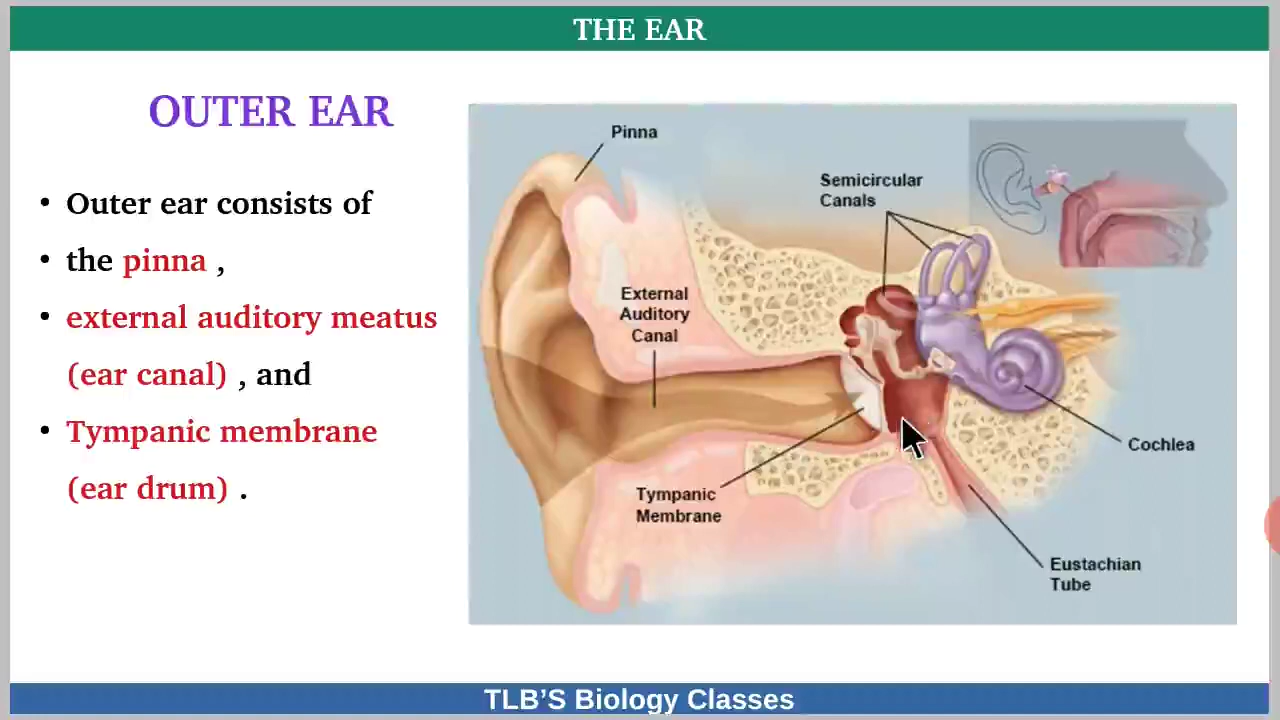 THE EAR
OUTER EAR
• Outer ear consists of
• the pinna ,
• external auditory meatus
(ear canal) , and
• Tympanic membrane
(ear drum) .
Pinna
Semicircular
Canals
External
Auditory
Canal
Tympanic
Membrane
Cochlea
Eustachian
Tube
TLB’S Biology Classes